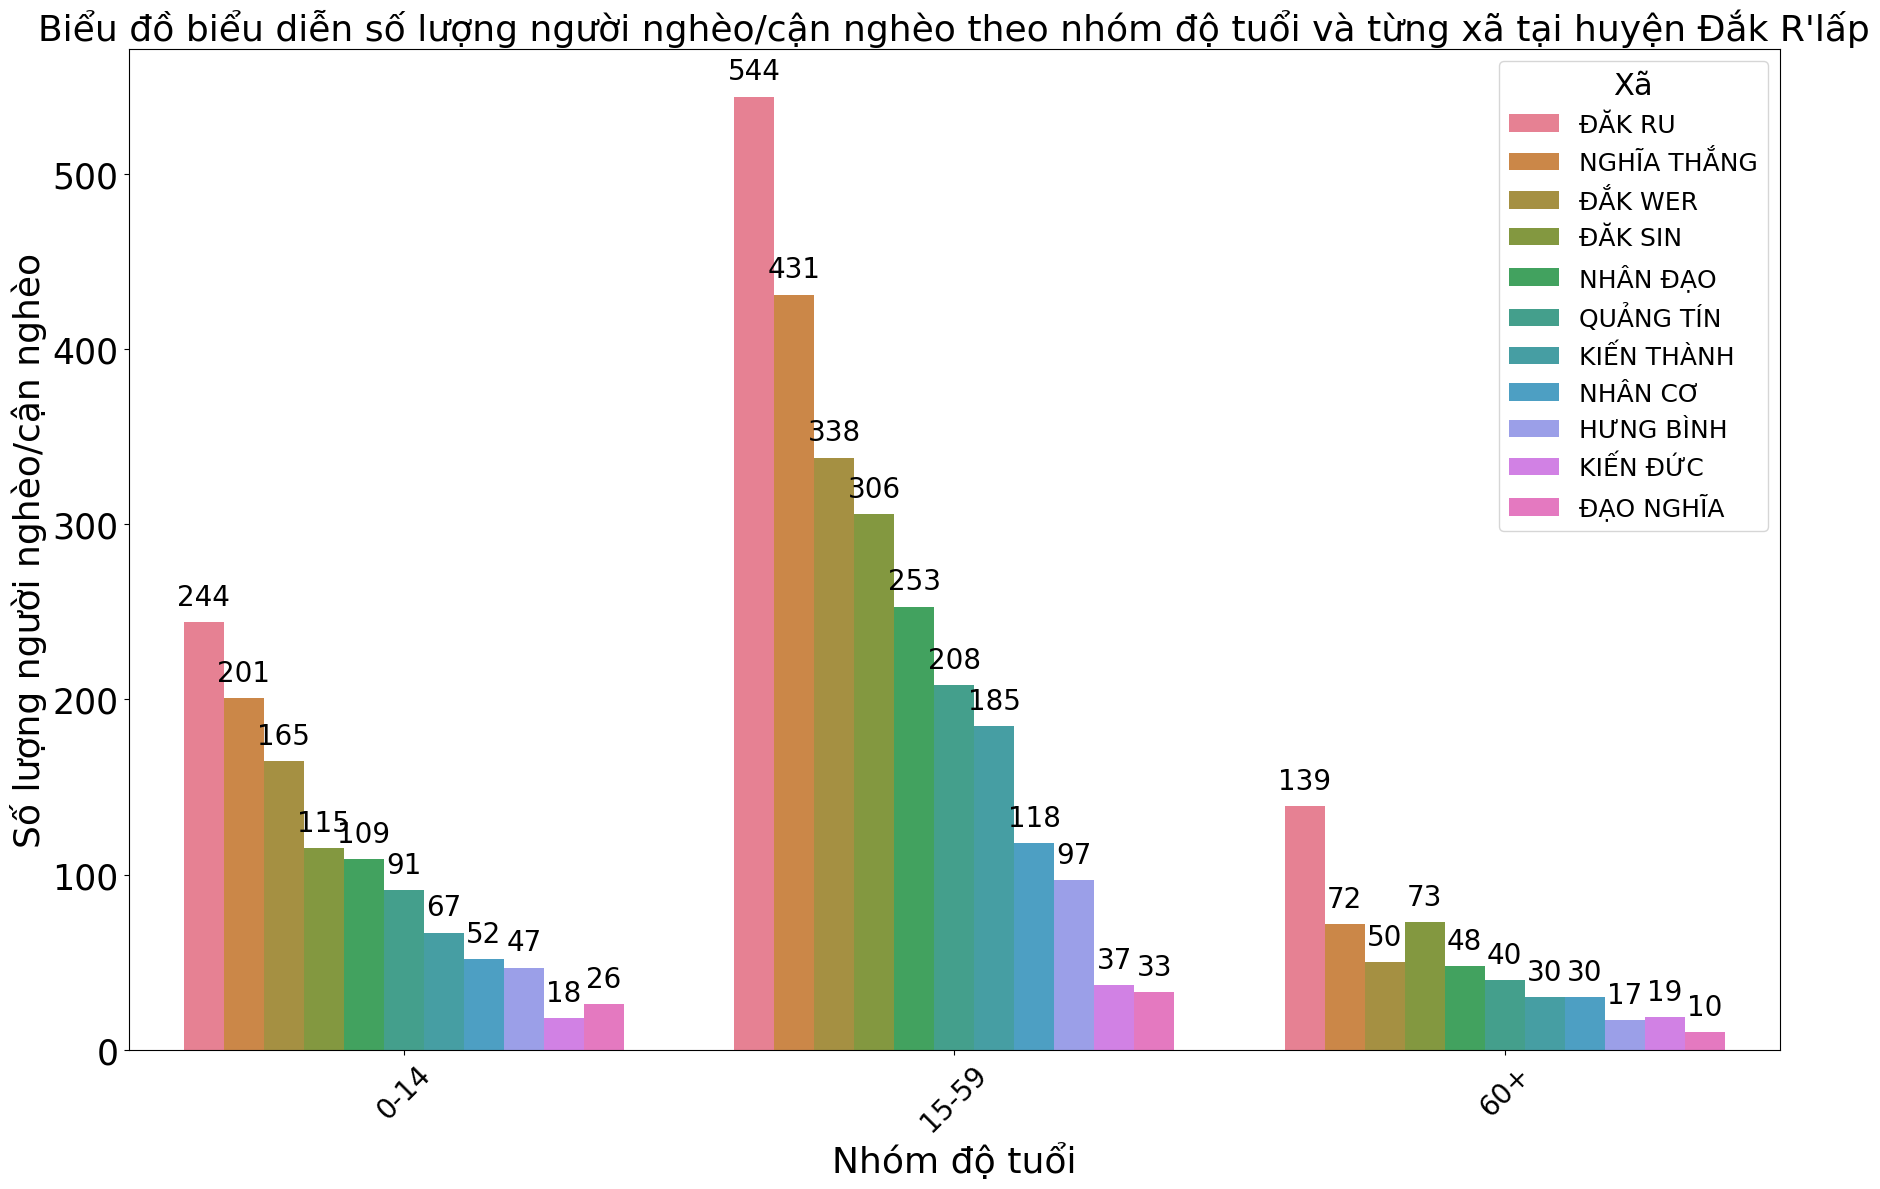 Biểu đồ biểu diễn số lượng người nghèo/cận nghèo theo nhóm độ tuổi và từng xã tại huyện Đắk R'lấp
Số lượng người nghèo/cận nghèo
500
400
300
200
100
0
244
201
165
115
109
91
67
52
47
18
26
544
431
338
306
253
208
185
118
97
37
33
139
72
50
73
48
40
30
30
17
19
10
Xã
ĐẮK RU
NGHĨA THẮNG
ĐẮK WER
ĐẮK SIN
NHÂN ĐẠO
QUẢNG TÍN
KIẾN THÀNH
NHÂN CƠ
HƯNG BÌNH
KIẾN ĐỨC
ĐẠO NGHĨA
0-14
15-59
60+
Nhóm độ tuổi